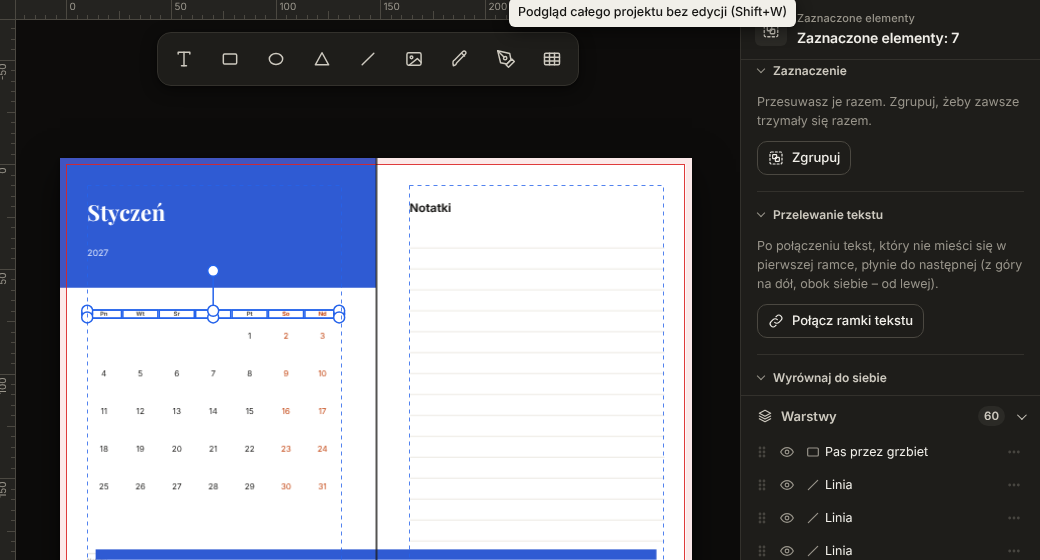 0 50 100 150 200
Podgląd całego projektu bez edycji (Shift+W)
Zaznaczone elementy
Zaznaczone elementy: 7
Zaznaczenie
Przesuwasz je razem. Zgrupuj, żeby zawsze
trzymały się razem.
Zgrupuj
Przelewanie tekstu
Po połączeniu tekst, który nie mieści się w
pierwszej ramce, płynie do następnej (z góry
na dół, obok siebie – od lewej).
Połącz ramki tekstu
Wyrównaj do siebie
Warstwy 60
Pas przez grzbiet
Linia
Linia
Linia
-50
0
50
100
150
Styczeń
2027
Pn Wt Sr Pt So Nd
1 2 3
4 5 6 7 8 9 10
11 12 13 14 15 16 17
18 19 20 21 22 23 24
25 26 27 28 29 30 31
Notatki